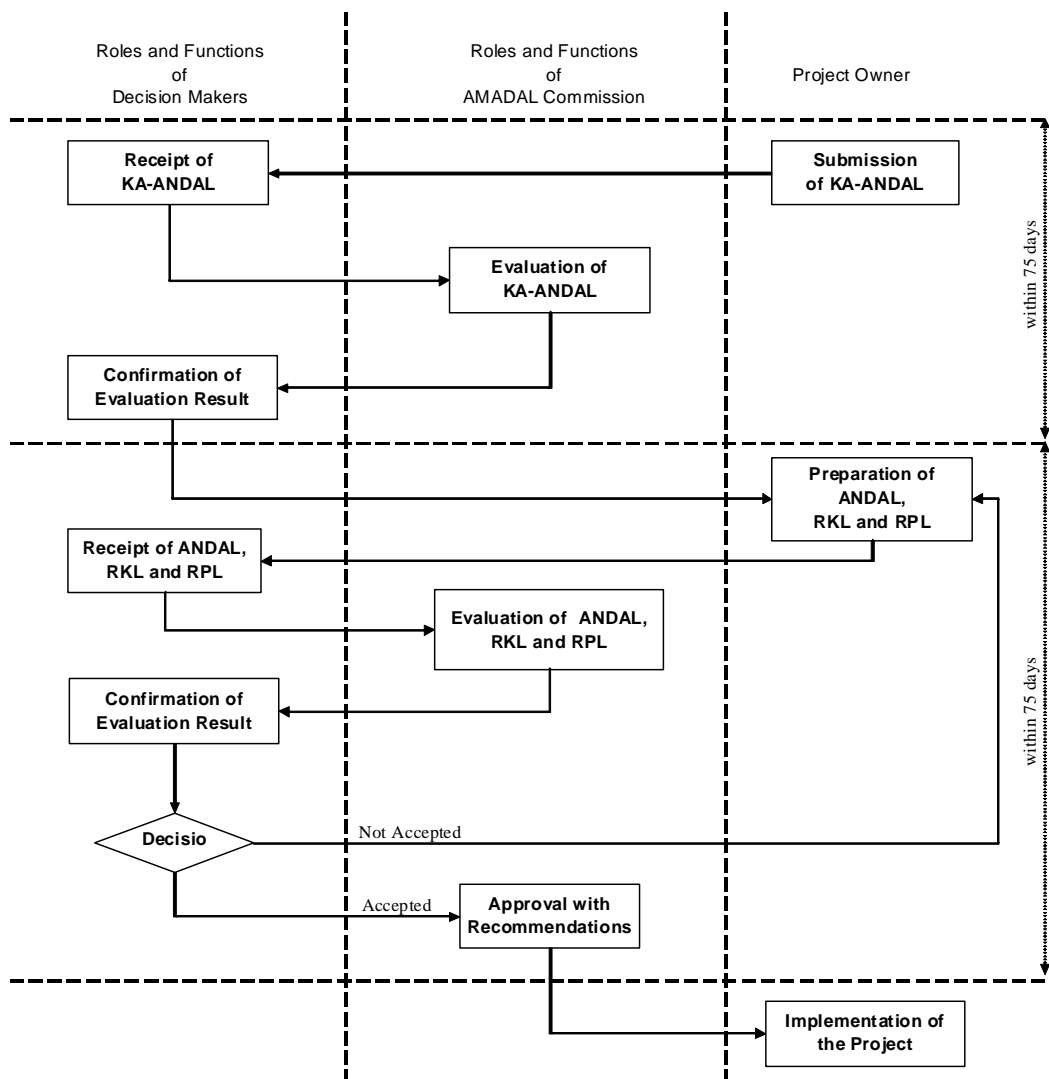 Roles and Functions
of
Decision Makers
Roles and Functions
of
AMADAL Commission
Project Owner
Receipt of
KA-ANDAL
Submission
of KA-ANDAL
Evaluation of
KA-ANDAL
within 75 days
Confirmation of
Evaluation Result
Preparation of
ANDAL,
RKL and RPL
Receipt of ANDAL,
RKL and RPL
Evaluation of ANDAL,
RKL and RPL
Confirmation of
Evaluation Result
within 75 days
Decisio
Not Accepted
Accepted
Approval with
Recommendations
Implementation of
the Project